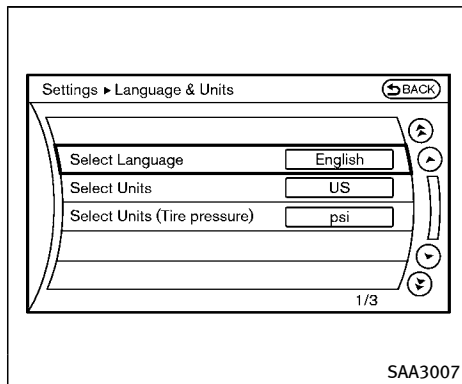 Settings ▸ Language & Units
BACK
Select Language English
Select Units US
Select Units (Tire pressure) psi
1/3
SAA3007